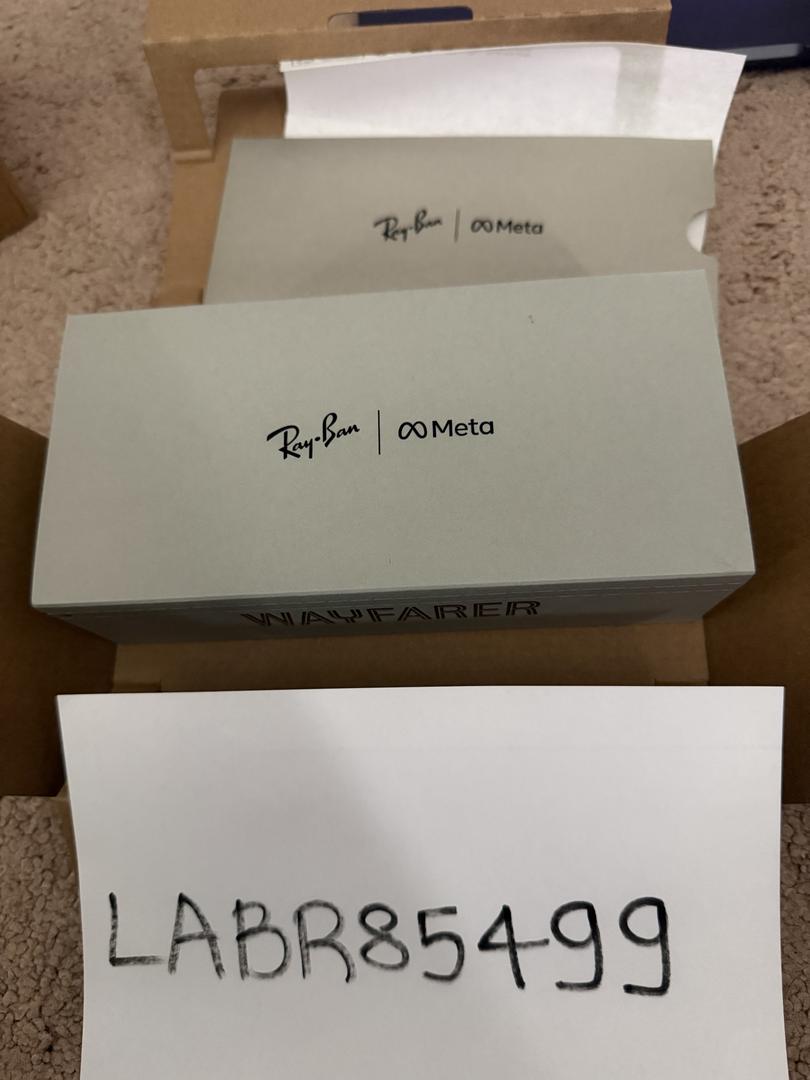 Ray-Ban | Meta
Ray-Ban | Meta
WAYFARER
LABR85499